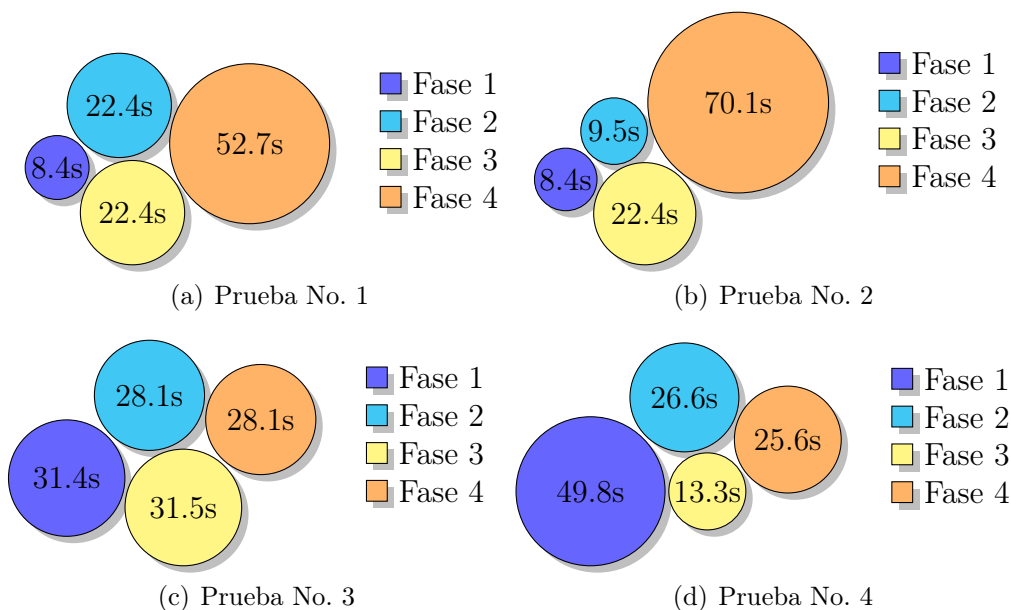 22.4s
8.4s
52.7s
22.4s
Fase 1
Fase 2
Fase 3
Fase 4
(a) Prueba No. 1
70.1s
9.5s
8.4s
22.4s
Fase 1
Fase 2
Fase 3
Fase 4
(b) Prueba No. 2
28.1s
28.1s
31.4s
31.5s
Fase 1
Fase 2
Fase 3
Fase 4
(c) Prueba No. 3
26.6s
25.6s
49.8s
13.3s
Fase 1
Fase 2
Fase 3
Fase 4
(d) Prueba No. 4